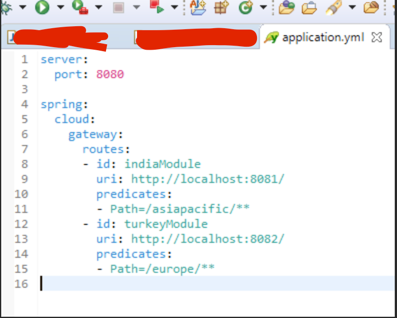 application.yml
1 server:
2   port: 8080
3
4 spring:
5   cloud:
6     gateway:
7       routes:
8       - id: indiaModule
9         uri: http://localhost:8081/
10         predicates:
11         - Path=/asiapacific/**
12       - id: turkeyModule
13         uri: http://localhost:8082/
14         predicates:
15         - Path=/europe/**
16